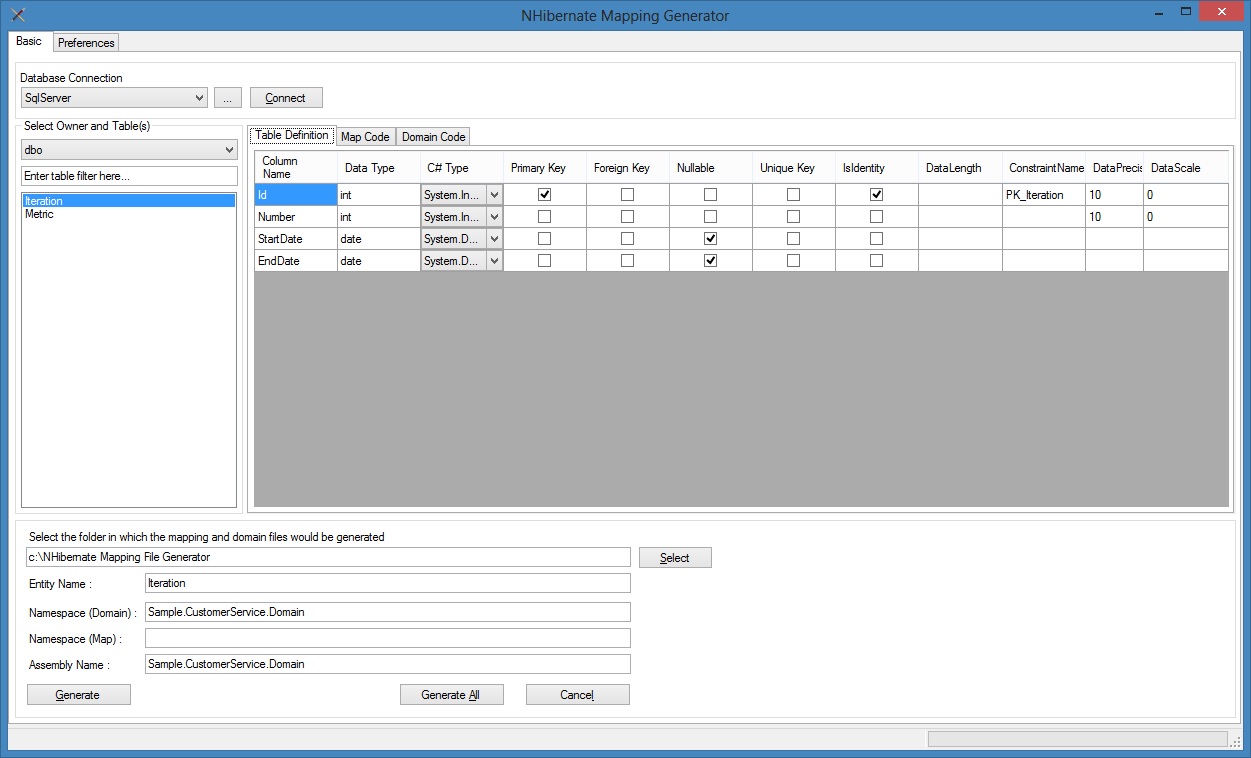 NHibernate Mapping Generator
Basic Preferences
Database Connection
SqlServer ... Connect
Select Owner and Table(s)
dbo
Enter table filter here...
Iteration
Metric
Table Definition Map Code Domain Code
Column Name Data Type C# Type Primary Key Foreign Key Nullable Unique Key IsIdentity DataLength ConstraintName DataPrecis DataScale
Id int System.In... PK_Iteration 10 0
Number int System.In... 10 0
StartDate date System.D...
EndDate date System.D...
Select the folder in which the mapping and domain files would be generated
c:\NHibernate Mapping File Generator Select
Entity Name : Iteration
Namespace (Domain) : Sample.CustomerService.Domain
Namespace (Map) :
Assembly Name : Sample.CustomerService.Domain
Generate Generate All Cancel